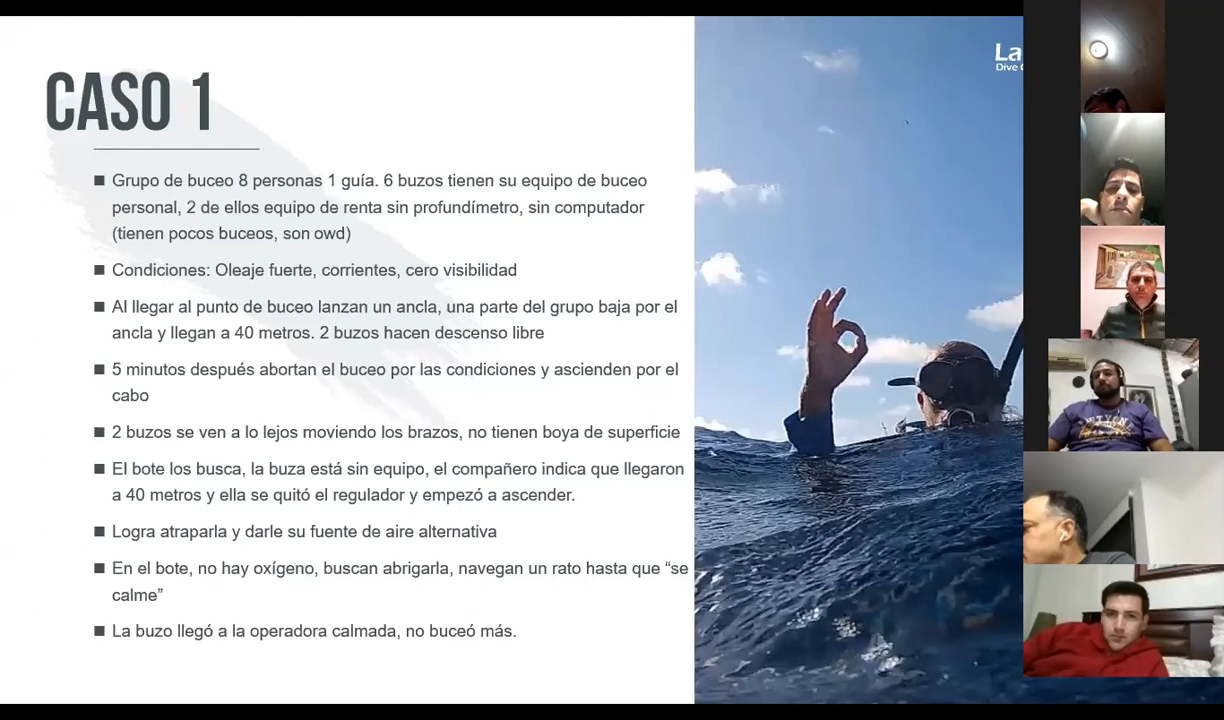 CASO 1
■ Grupo de buceo 8 personas 1 guía. 6 buzos tienen su equipo de buceo
personal, 2 de ellos equipo de renta sin profundímetro, sin computador
(tienen pocos buceos, son owd)
■ Condiciones: Oleaje fuerte, corrientes, cero visibilidad
■ Al llegar al punto de buceo lanzan un ancla, una parte del grupo baja por el
ancla y llegan a 40 metros. 2 buzos hacen descenso libre
■ 5 minutos después abortan el buceo por las condiciones y ascienden por el
cabo
■ 2 buzos se ven a lo lejos moviendo los brazos, no tienen boya de superficie
■ El bote los busca, la buza está sin equipo, el compañero indica que llegaron
a 40 metros y ella se quitó el regulador y empezó a ascender.
■ Logra atraparla y darle su fuente de aire alternativa
■ En el bote, no hay oxígeno, buscan abrigarla, navegan un rato hasta que “se
calme”
■ La buzo llegó a la operadora calmada, no buceó más.
La
Dive